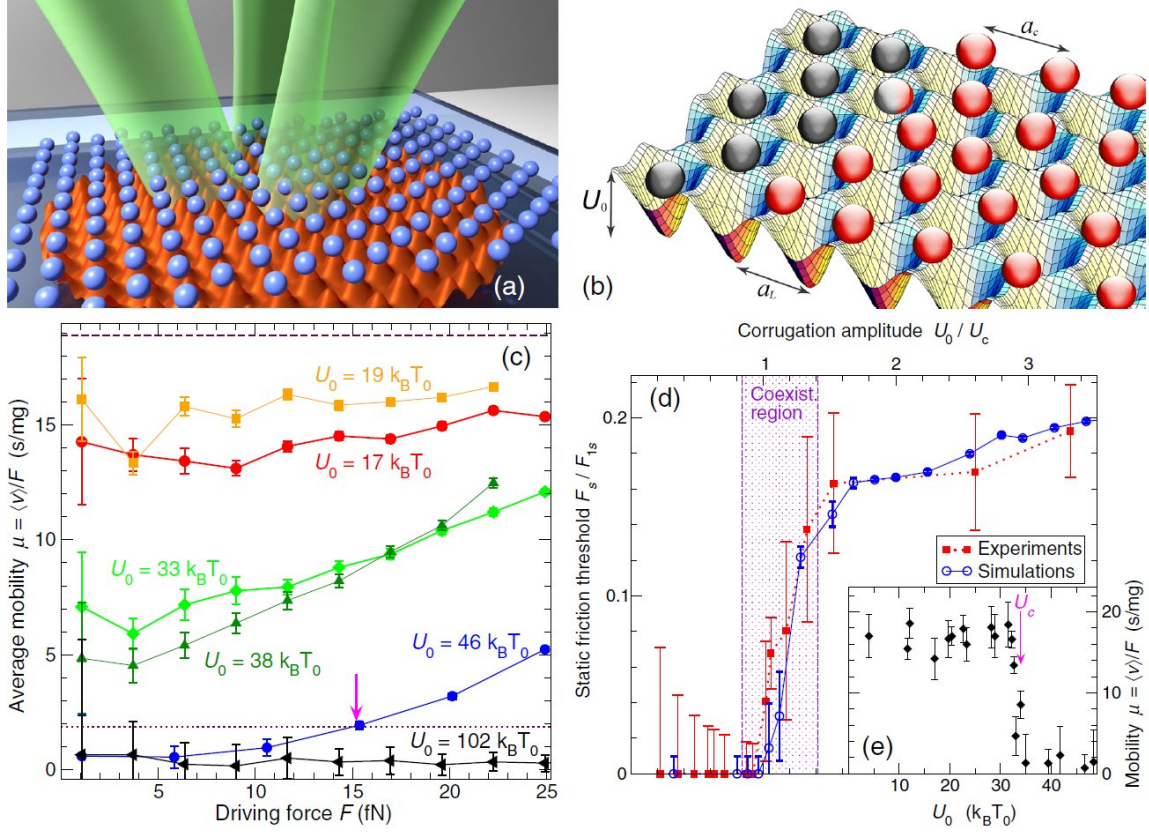 (a)
(b)
a_c
U_0
a_L
(c)
U_0 = 19 k_BT_0
U_0 = 17 k_BT_0
U_0 = 33 k_BT_0
U_0 = 38 k_BT_0
U_0 = 46 k_BT_0
U_0 = 102 k_BT_0
Average mobility μ = ⟨v⟩/F (s/mg)
15
10
5
0
5 10 15 20 25
Driving force F (fN)
Corrugation amplitude U_0 / U_c
1 2 3
(d)
Coexist.
region
Static friction threshold F_s / F_1s
0.2
0.1
0
Experiments
Simulations
U_c
(e)
20
10
0
Mobility μ = ⟨v⟩/F (s/mg)
10 20 30 40
U_0 (k_BT_0)